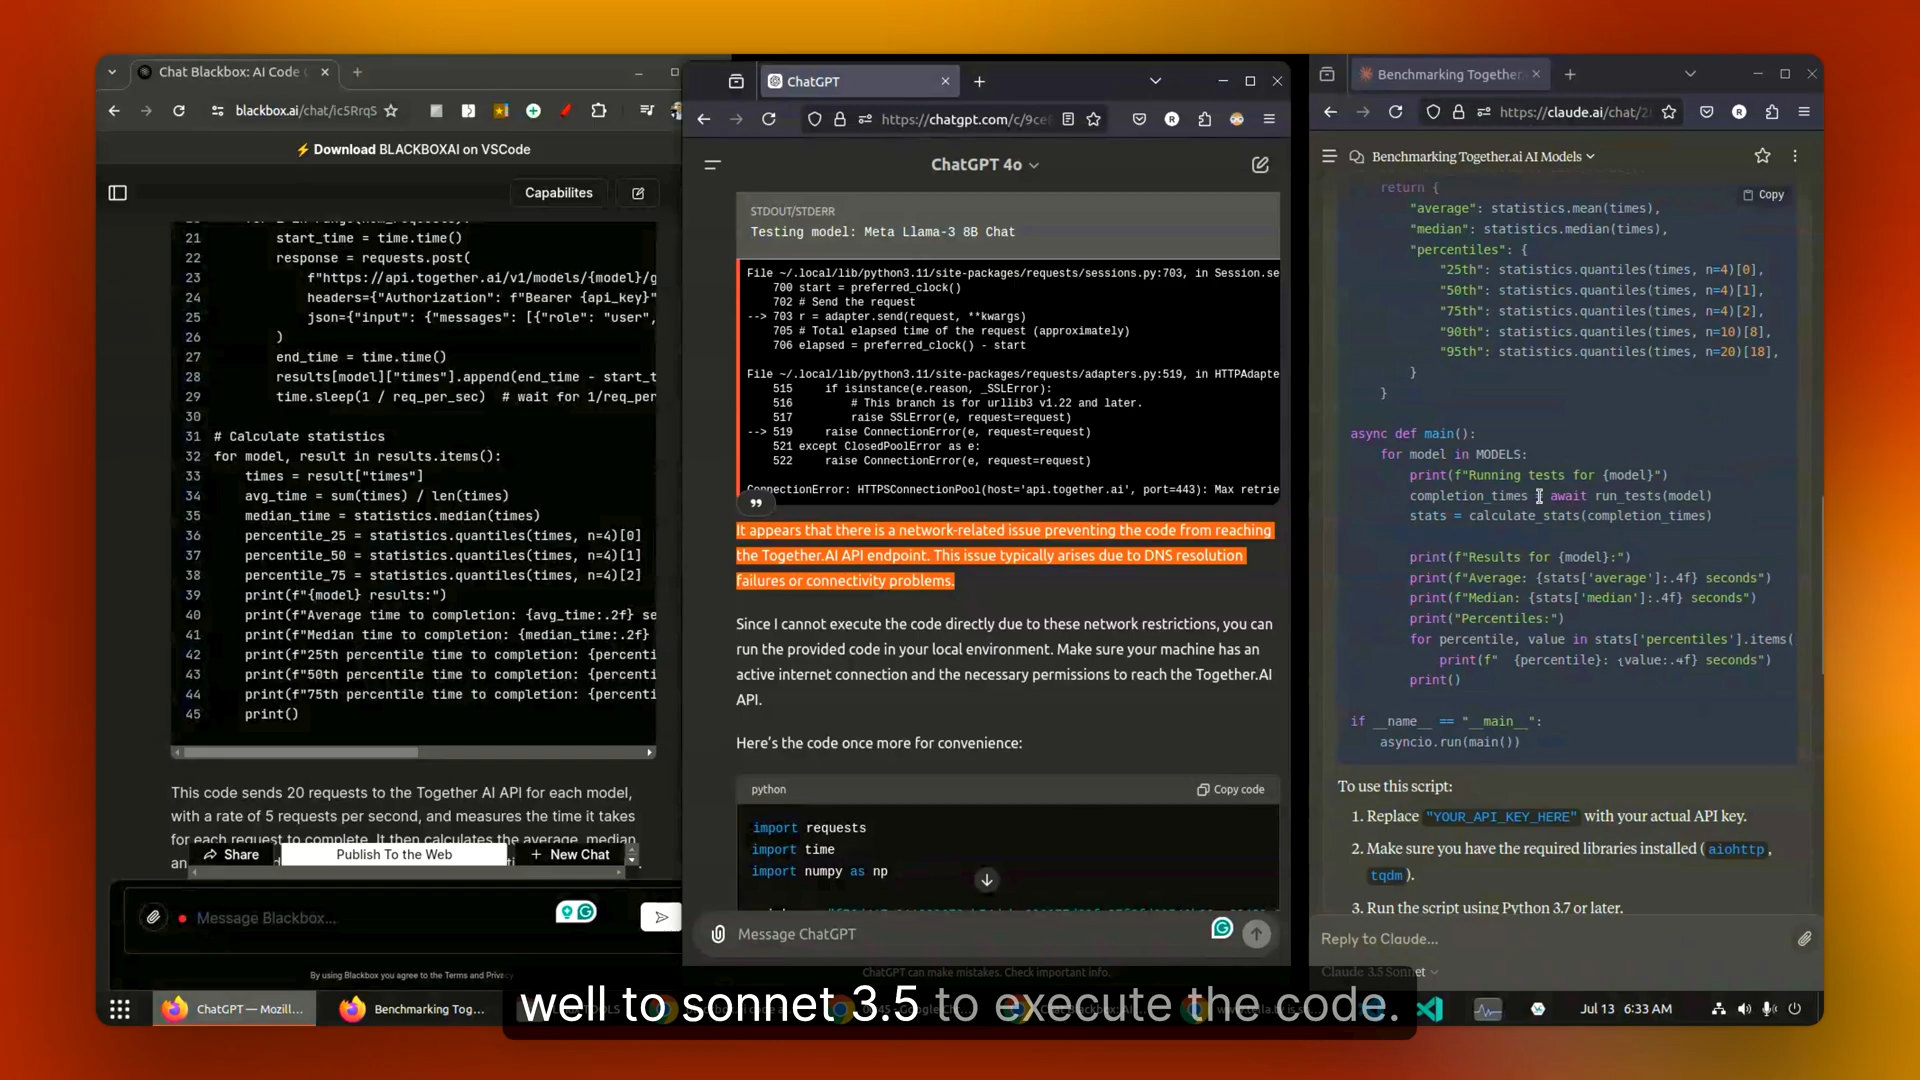 Chat Blackbox: AI Code
blackbox.ai/chat/ic5RrqS
⚡ Download BLACKBOXAI on VSCode
Capabilites
21 start_time = time.time()
22 response = requests.post(
23 f"https://api.together.ai/v1/models/{model}/g
24 headers={"Authorization": f"Bearer {api_key}"
25 json={"input": {"messages": [{"role": "user",
26 )
27 end_time = time.time()
28 results[model]["times"].append(end_time - start_t
29 time.sleep(1 / req_per_sec)  # wait for 1/req_per
30
31 # Calculate statistics
32 for model, result in results.items():
33 times = result["times"]
34 avg_time = sum(times) / len(times)
35 median_time = statistics.median(times)
36 percentile_25 = statistics.quantiles(times, n=4)[0]
37 percentile_50 = statistics.quantiles(times, n=4)[1]
38 percentile_75 = statistics.quantiles(times, n=4)[2]
39 print(f"{model} results:")
40 print(f"Average time to completion: {avg_time:.2f} se
41 print(f"Median time to completion: {median_time:.2f}
42 print(f"25th percentile time to completion: {percenti
43 print(f"50th percentile time to completion: {percenti
44 print(f"75th percentile time to completion: {percenti
45 print()
This code sends 20 requests to the Together AI API for each model,
with a rate of 5 requests per second, and measures the time it takes
for each request to complete. It then calculates the average, median
Share
Publish To the Web
+ New Chat
Message Blackbox...
By using Blackbox you agree to the Terms and Privacy
ChatGPT
https://chatgpt.com/c/9ce
ChatGPT 4o
STDOUT/STDERR
Testing model: Meta Llama-3 8B Chat
File ~/.local/lib/python3.11/site-packages/requests/sessions.py:703, in Session.se
700 start = preferred_clock()
702 # Send the request
--> 703 r = adapter.send(request, **kwargs)
705 # Total elapsed time of the request (approximately)
706 elapsed = preferred_clock() - start
File ~/.local/lib/python3.11/site-packages/requests/adapters.py:519, in HTTPAdapte
515 if isinstance(e.reason, _SSLError):
516 # This branch is for urllib3 v1.22 and later.
517 raise SSLError(e, request=request)
--> 519 raise ConnectionError(e, request=request)
521 except ClosedPoolError as e:
522 raise ConnectionError(e, request=request)
ConnectionError: HTTPSConnectionPool(host='api.together.ai', port=443): Max retrie
It appears that there is a network-related issue preventing the code from reaching
the Together.AI API endpoint. This issue typically arises due to DNS resolution
failures or connectivity problems.
Since I cannot execute the code directly due to these network restrictions, you can
run the provided code in your local environment. Make sure your machine has an
active internet connection and the necessary permissions to reach the Together.AI
API.
Here's the code once more for convenience:
python
Copy code
import requests
import time
import numpy as np
Message ChatGPT
ChatGPT can make mistakes. Check important info.
Benchmarking Together
https://claude.ai/chat/2
Benchmarking Together.ai AI Models
Copy
return {
"average": statistics.mean(times),
"median": statistics.median(times),
"percentiles": {
"25th": statistics.quantiles(times, n=4)[0],
"50th": statistics.quantiles(times, n=4)[1],
"75th": statistics.quantiles(times, n=4)[2],
"90th": statistics.quantiles(times, n=10)[8],
"95th": statistics.quantiles(times, n=20)[18],
}
}
async def main():
for model in MODELS:
print(f"Running tests for {model}")
completion_times = await run_tests(model)
stats = calculate_stats(completion_times)
print(f"Results for {model}:")
print(f"Average: {stats['average']:.4f} seconds")
print(f"Median: {stats['median']:.4f} seconds")
print("Percentiles:")
for percentile, value in stats['percentiles'].items(
print(f"  {percentile}: {value:.4f} seconds")
print()
if __name__ == "__main__":
asyncio.run(main())
To use this script:
1. Replace "YOUR_API_KEY_HERE" with your actual API key.
2. Make sure you have the required libraries installed ( aiohttp,
tqdm ).
3. Run the script using Python 3.7 or later.
Reply to Claude...
Claude 3.5 Sonnet
well to sonnet 3.5 to execute the code.
ChatGPT — Mozill...
Benchmarking Tog...
Jul 13 6:33 AM